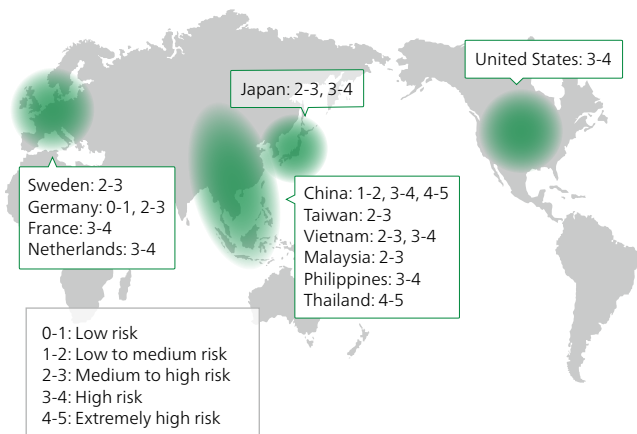 United States: 3-4
Japan: 2-3, 3-4
Sweden: 2-3
Germany: 0-1, 2-3
France: 3-4
Netherlands: 3-4
China: 1-2, 3-4, 4-5
Taiwan: 2-3
Vietnam: 2-3, 3-4
Malaysia: 2-3
Philippines: 3-4
Thailand: 4-5
0-1: Low risk
1-2: Low to medium risk
2-3: Medium to high risk
3-4: High risk
4-5: Extremely high risk